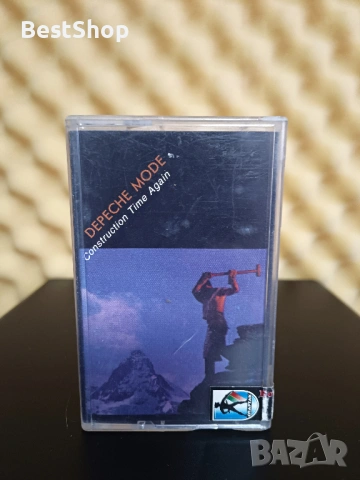 BestShop
DEPECHE MODE
Construction Time Again
BAZAR